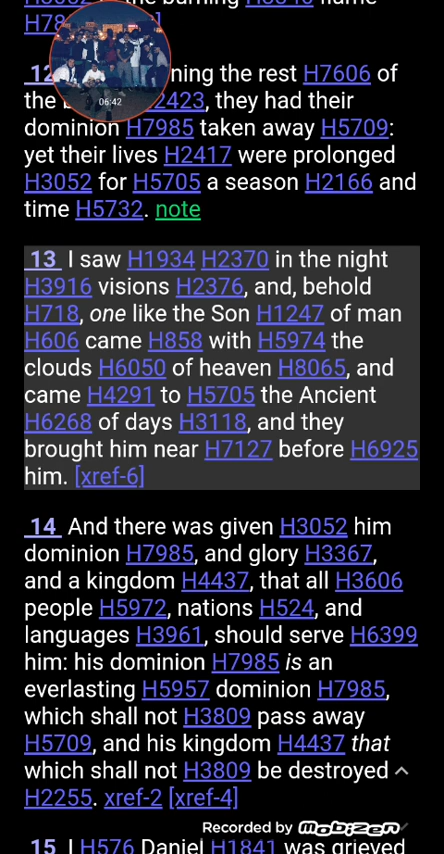 H78
12 ning the rest H7606 of
the b 2423, they had their
dominion H7985 taken away H5709:
yet their lives H2417 were prolonged
H3052 for H5705 a season H2166 and
time H5732. note
06:42
13 I saw H1934 H2370 in the night
H3916 visions H2376, and, behold
H718, one like the Son H1247 of man
H606 came H858 with H5974 the
clouds H6050 of heaven H8065, and
came H4291 to H5705 the Ancient
H6268 of days H3118, and they
brought him near H7127 before H6925
him. [xref-6]
14 And there was given H3052 him
dominion H7985, and glory H3367,
and a kingdom H4437, that all H3606
people H5972, nations H524, and
languages H3961, should serve H6399
him: his dominion H7985 is an
everlasting H5957 dominion H7985,
which shall not H3809 pass away
H5709, and his kingdom H4437 that
which shall not H3809 be destroyed
H2255. xref-2 [xref-4]
Recorded by Mobizen
15 I H576 Daniel H1841 was grieved